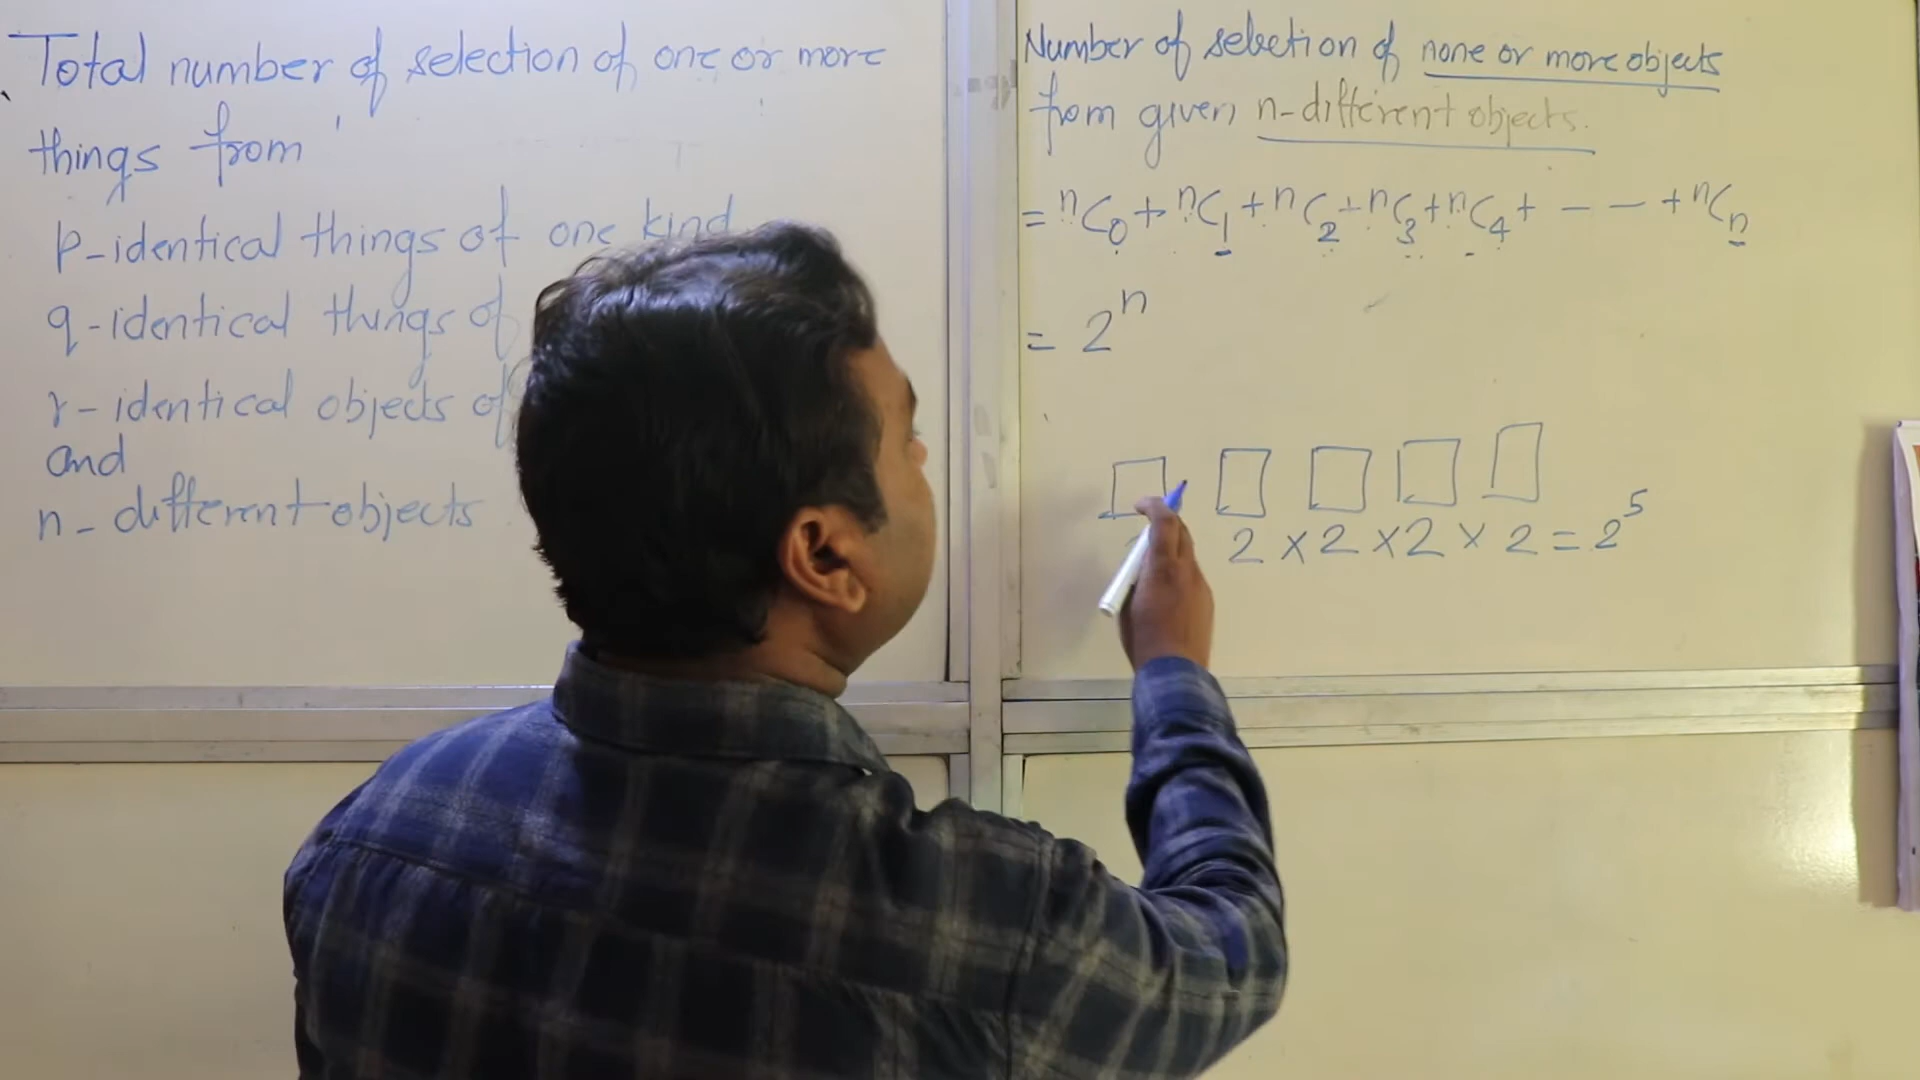 Total number of selection of one or more
things from
p-identical things of one kind
q-identical things of
r-identical objects of
and
n-different objects
Number of selection of none or more objects
from given n-different objects.
= ⁿC₀ + ⁿC₁ + ⁿC₂ + ⁿC₃ + ⁿC₄ + - - + ⁿCₙ
= 2ⁿ
2 × 2 × 2 × 2 = 2⁵